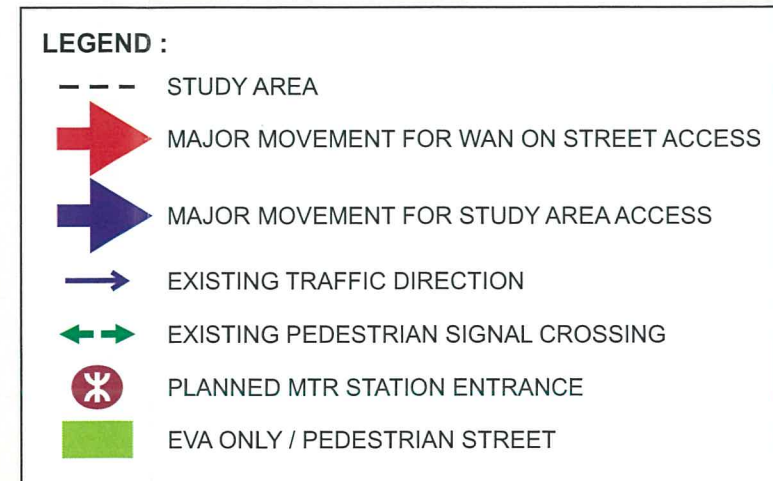 LEGEND :
STUDY AREA
MAJOR MOVEMENT FOR WAN ON STREET ACCESS
MAJOR MOVEMENT FOR STUDY AREA ACCESS
EXISTING TRAFFIC DIRECTION
EXISTING PEDESTRIAN SIGNAL CROSSING
PLANNED MTR STATION ENTRANCE
EVA ONLY / PEDESTRIAN STREET